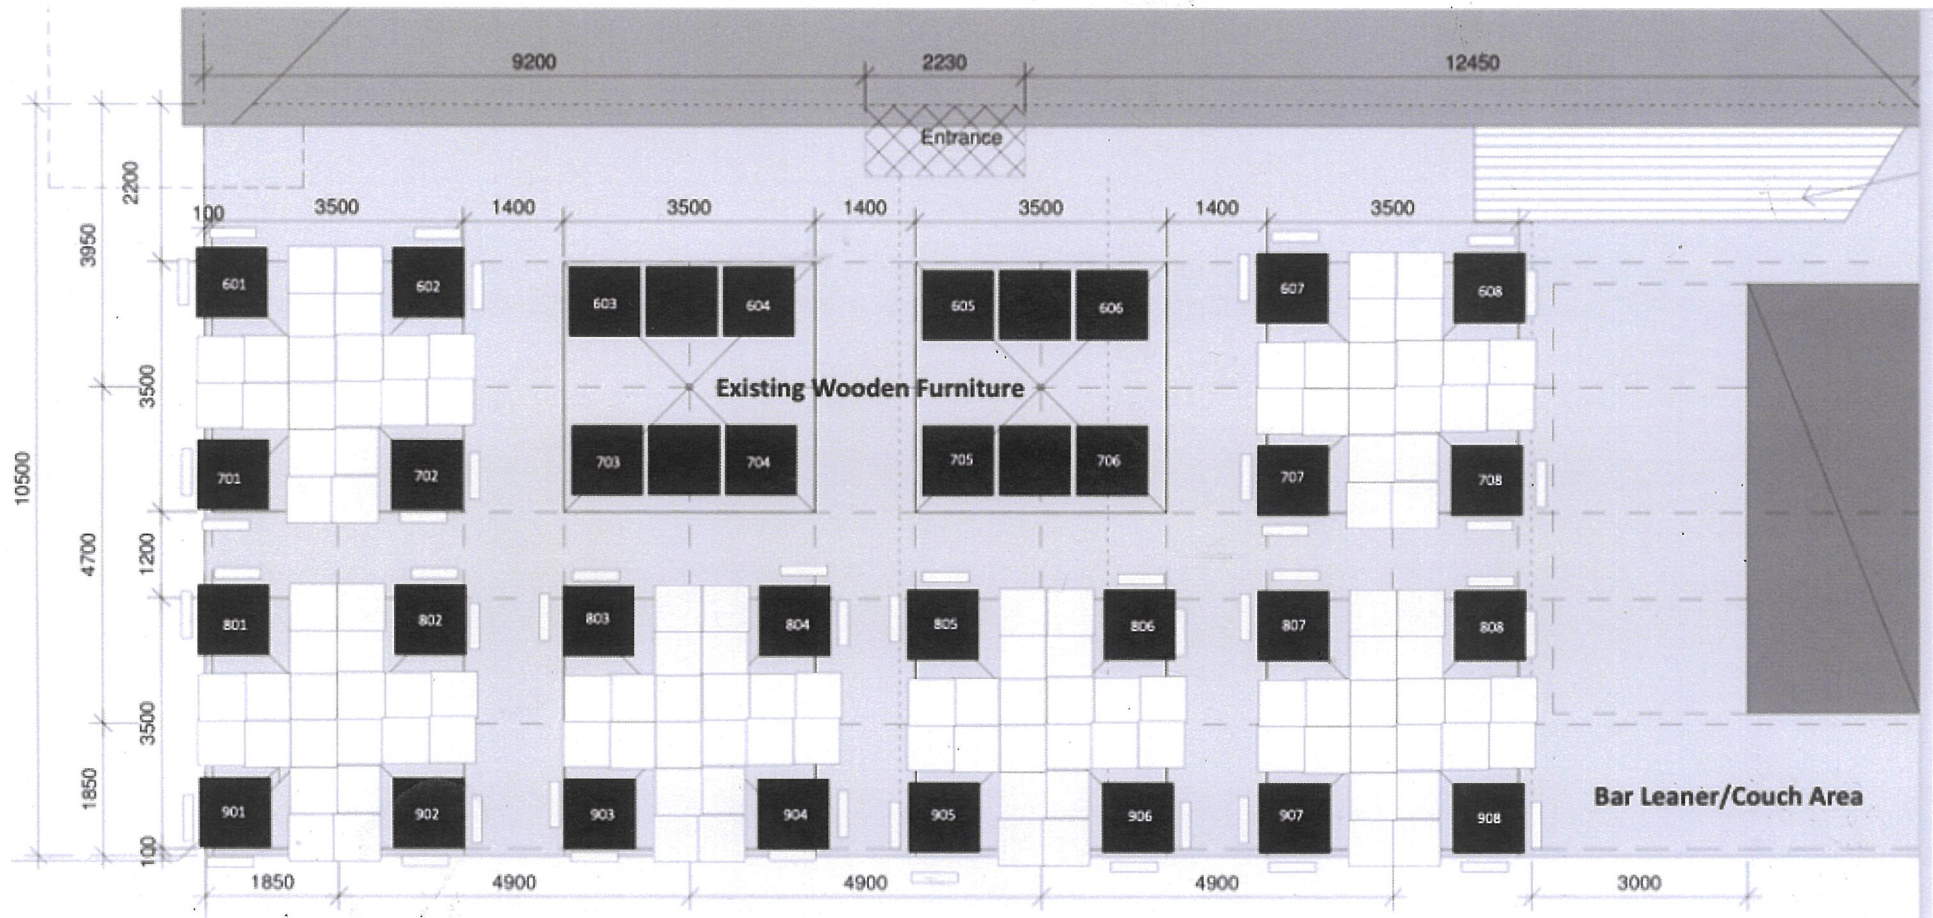 9200 2230 12450
Entrance
2200
100 3500 1400 3500 1400 3500 1400 3500
3950
601 602 603 604 605 606 607 608
3500
Existing Wooden Furniture
10500
701 702 703 704 705 706 707 708
4700 1200
801 802 803 804 805 806 807 808
3500
1850
Bar Leaner/Couch Area
901 902 903 904 905 906 907 908
100
1850 4900 4900 4900 3000